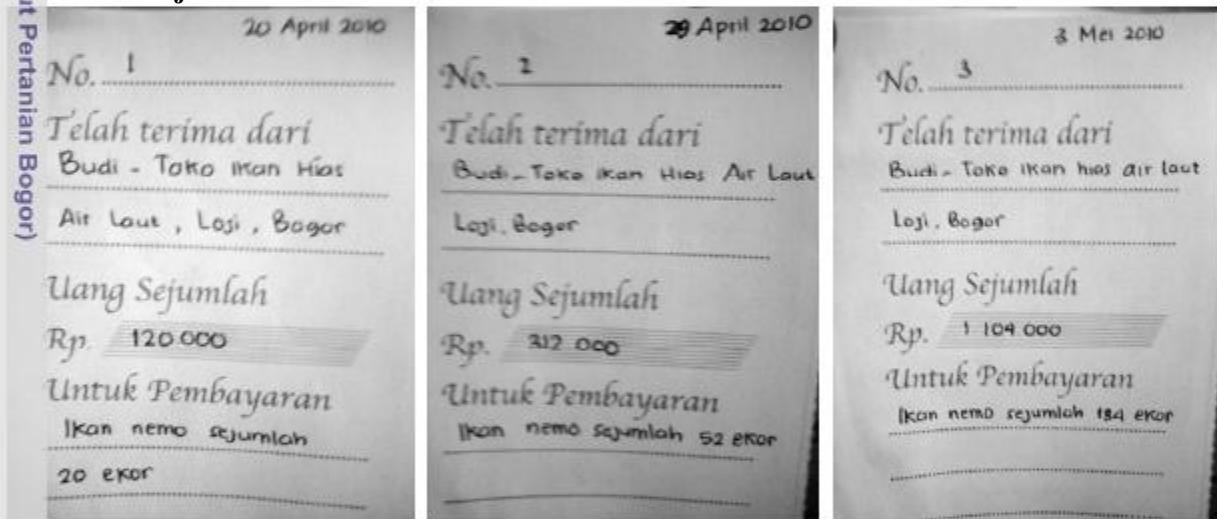 ut Pertanian Bogor)
20 April 2010
No. 1
Telah terima dari
Budi - Toko Ikan Hias
Air Laut, Loji, Bogor
Uang Sejumlah
Rp. 120.000
Untuk Pembayaran
Ikan nemo sejumlah
20 ekor
29 April 2010
No. 2
Telah terima dari
Budi - Toko Ikan Hias Air Laut
Loji, Bogor
Uang Sejumlah
Rp. 312 000
Untuk Pembayaran
Ikan nemo sejumlah 52 ekor
3 Mei 2010
No. 3
Telah terima dari
Budi - Toko ikan hias air laut
Loji, Bogor
Uang Sejumlah
Rp. 1 104 000
Untuk Pembayaran
Ikan nemo sejumlah 184 ekor